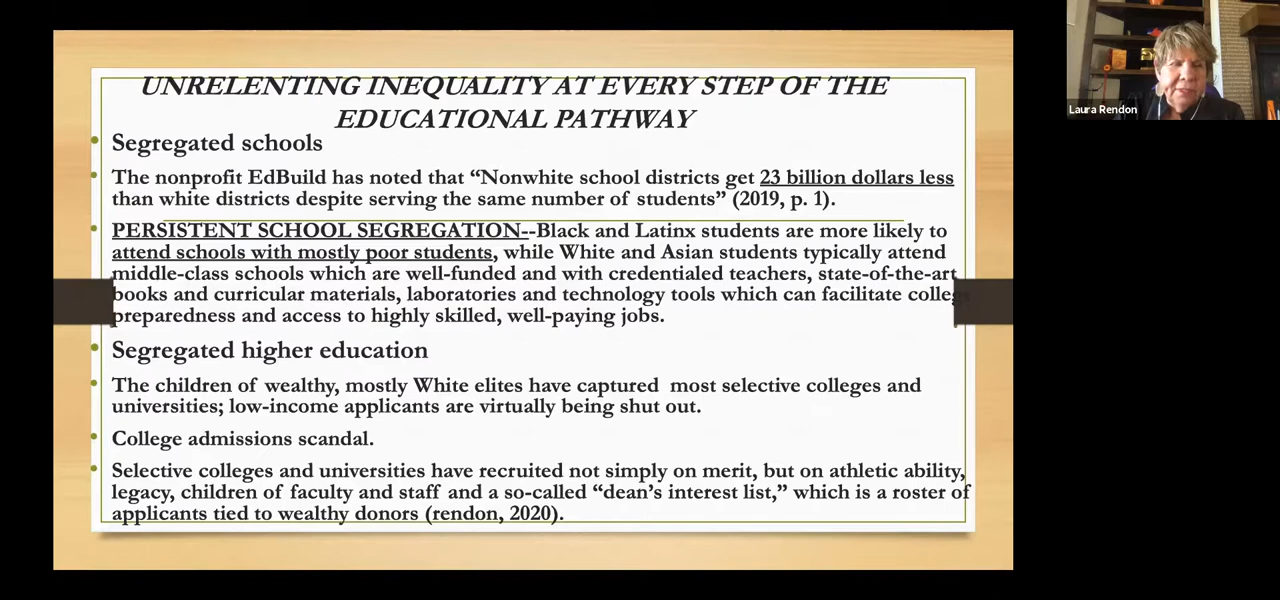 UNRELENTING INEQUALITY AT EVERY STEP OF THE
EDUCATIONAL PATHWAY
• Segregated schools
• The nonprofit EdBuild has noted that “Nonwhite school districts get 23 billion dollars less
than white districts despite serving the same number of students” (2019, p. 1).
• PERSISTENT SCHOOL SEGREGATION--Black and Latinx students are more likely to
attend schools with mostly poor students, while White and Asian students typically attend
middle-class schools which are well-funded and with credentialed teachers, state-of-the-art
books and curricular materials, laboratories and technology tools which can facilitate college
preparedness and access to highly skilled, well-paying jobs.
• Segregated higher education
• The children of wealthy, mostly White elites have captured most selective colleges and
universities; low-income applicants are virtually being shut out.
• College admissions scandal.
• Selective colleges and universities have recruited not simply on merit, but on athletic ability,
legacy, children of faculty and staff and a so-called “dean’s interest list,” which is a roster of
applicants tied to wealthy donors (rendon, 2020).
Laura Rendon